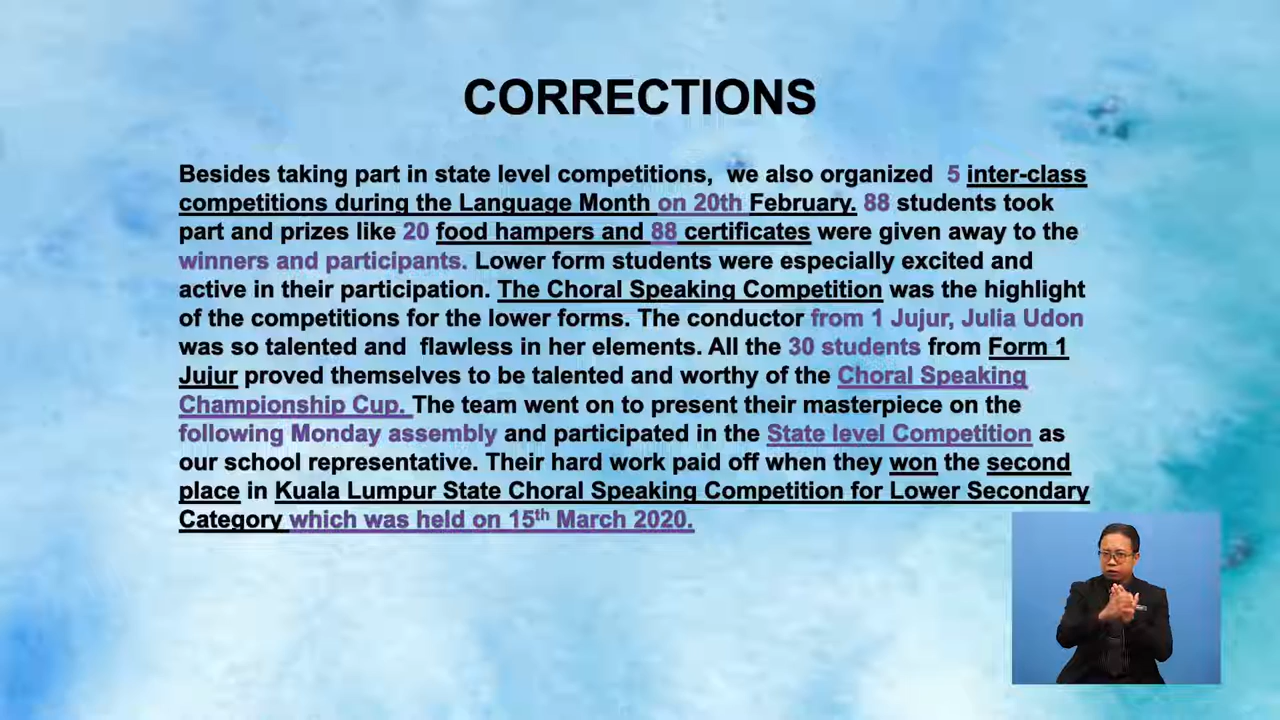 CORRECTIONS
Besides taking part in state level competitions,  we also organized  5 inter-class
competitions during the Language Month on 20th February. 88 students took
part and prizes like 20 food hampers and 88 certificates were given away to the
winners and participants. Lower form students were especially excited and
active in their participation. The Choral Speaking Competition was the highlight
of the competitions for the lower forms. The conductor from 1 Jujur, Julia Udon
was so talented and  flawless in her elements. All the 30 students from Form 1
Jujur proved themselves to be talented and worthy of the Choral Speaking
Championship Cup. The team went on to present their masterpiece on the
following Monday assembly and participated in the State level Competition as
our school representative. Their hard work paid off when they won the second
place in Kuala Lumpur State Choral Speaking Competition for Lower Secondary
Category which was held on 15th March 2020.